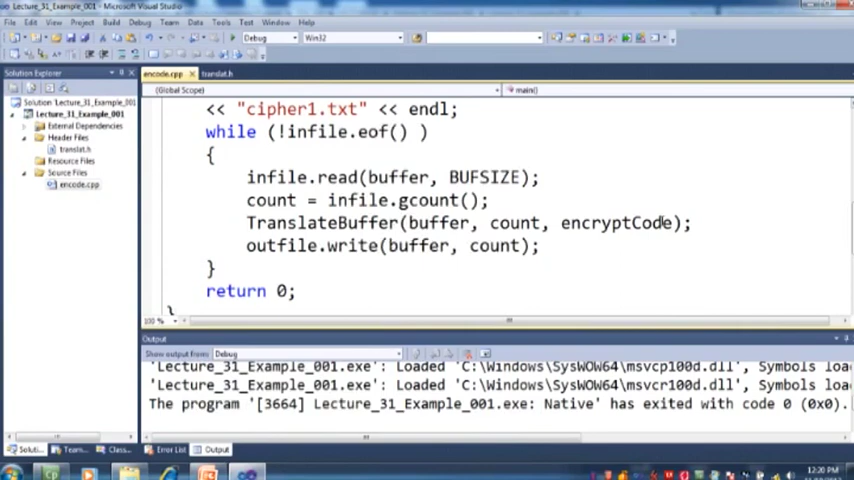 Lecture_31_Example_001 - Microsoft Visual Studio
File Edit View Project Build Debug Team Data Tools Test Window Help
Debug Win32
Solution Explorer
encode.cpp translat.h
(Global Scope) main()
Solution 'Lecture_31_Example_001
Lecture_31_Example_001
External Dependencies
Header Files
translat.h
Resource Files
Source Files
encode.cpp
<< "cipher1.txt" << endl;
while (!infile.eof() )
{
infile.read(buffer, BUFSIZE);
count = infile.gcount();
TranslateBuffer(buffer, count, encryptCode);
outfile.write(buffer, count);
}
return 0;
}
100 %
Output
Show output from: Debug
'Lecture_31_Example_001.exe': Loaded 'C:\Windows\SysWOW64\msvcp100d.dll', Symbols loa
'Lecture_31_Example_001.exe': Loaded 'C:\Windows\SysWOW64\msvcr100d.dll', Symbols loa
The program '[3664] Lecture_31_Example_001.exe: Native' has exited with code 0 (0x0).
Soluti... Team... Class... Error List Output
12:20 PM